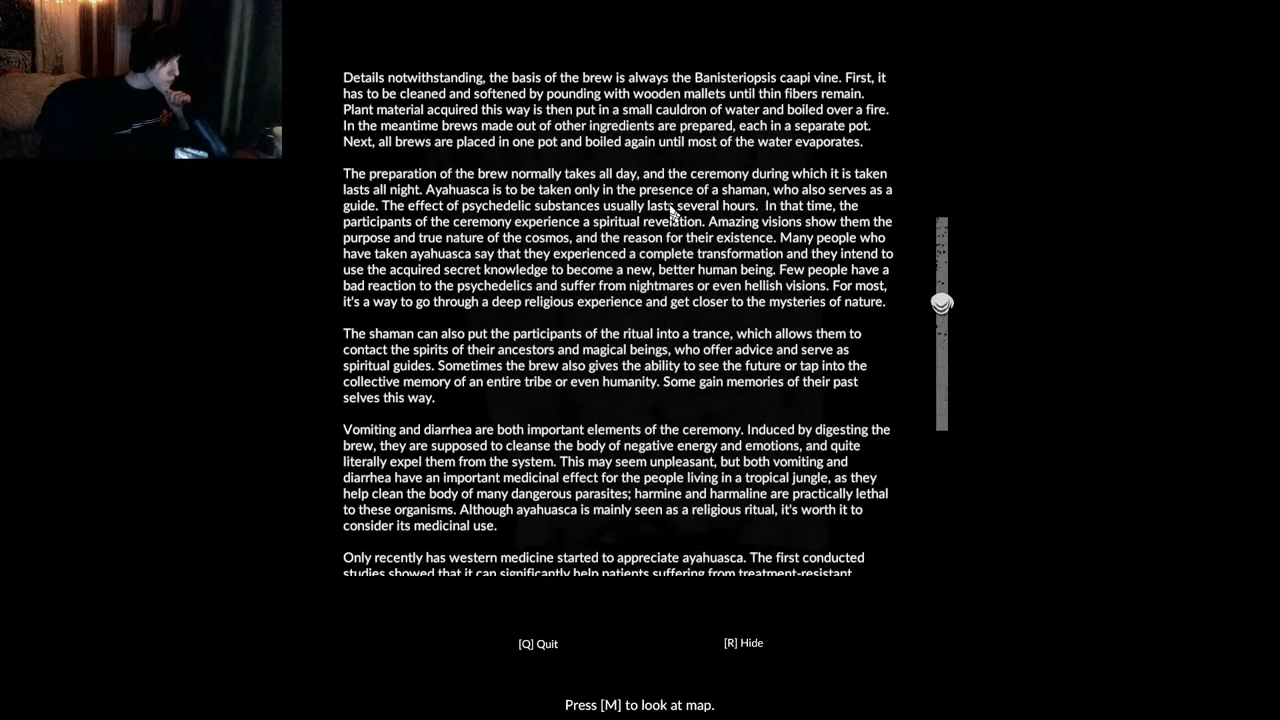 Details notwithstanding, the basis of the brew is always the Banisteriopsis caapi vine. First, it
has to be cleaned and softened by pounding with wooden mallets until thin fibers remain.
Plant material acquired this way is then put in a small cauldron of water and boiled over a fire.
In the meantime brews made out of other ingredients are prepared, each in a separate pot.
Next, all brews are placed in one pot and boiled again until most of the water evaporates.
The preparation of the brew normally takes all day, and the ceremony during which it is taken
lasts all night. Ayahuasca is to be taken only in the presence of a shaman, who also serves as a
guide. The effect of psychedelic substances usually lasts several hours.  In that time, the
participants of the ceremony experience a spiritual revelation. Amazing visions show them the
purpose and true nature of the cosmos, and the reason for their existence. Many people who
have taken ayahuasca say that they experienced a complete transformation and they intend to
use the acquired secret knowledge to become a new, better human being. Few people have a
bad reaction to the psychedelics and suffer from nightmares or even hellish visions. For most,
it's a way to go through a deep religious experience and get closer to the mysteries of nature.
The shaman can also put the participants of the ritual into a trance, which allows them to
contact the spirits of their ancestors and magical beings, who offer advice and serve as
spiritual guides. Sometimes the brew also gives the ability to see the future or tap into the
collective memory of an entire tribe or even humanity. Some gain memories of their past
selves this way.
Vomiting and diarrhea are both important elements of the ceremony. Induced by digesting the
brew, they are supposed to cleanse the body of negative energy and emotions, and quite
literally expel them from the system. This may seem unpleasant, but both vomiting and
diarrhea have an important medicinal effect for the people living in a tropical jungle, as they
help clean the body of many dangerous parasites; harmine and harmaline are practically lethal
to these organisms. Although ayahuasca is mainly seen as a religious ritual, it's worth it to
consider its medicinal use.
Only recently has western medicine started to appreciate ayahuasca. The first conducted
studies showed that it can significantly help patients suffering from treatment-resistant
[Q] Quit
[R] Hide
Press [M] to look at map.